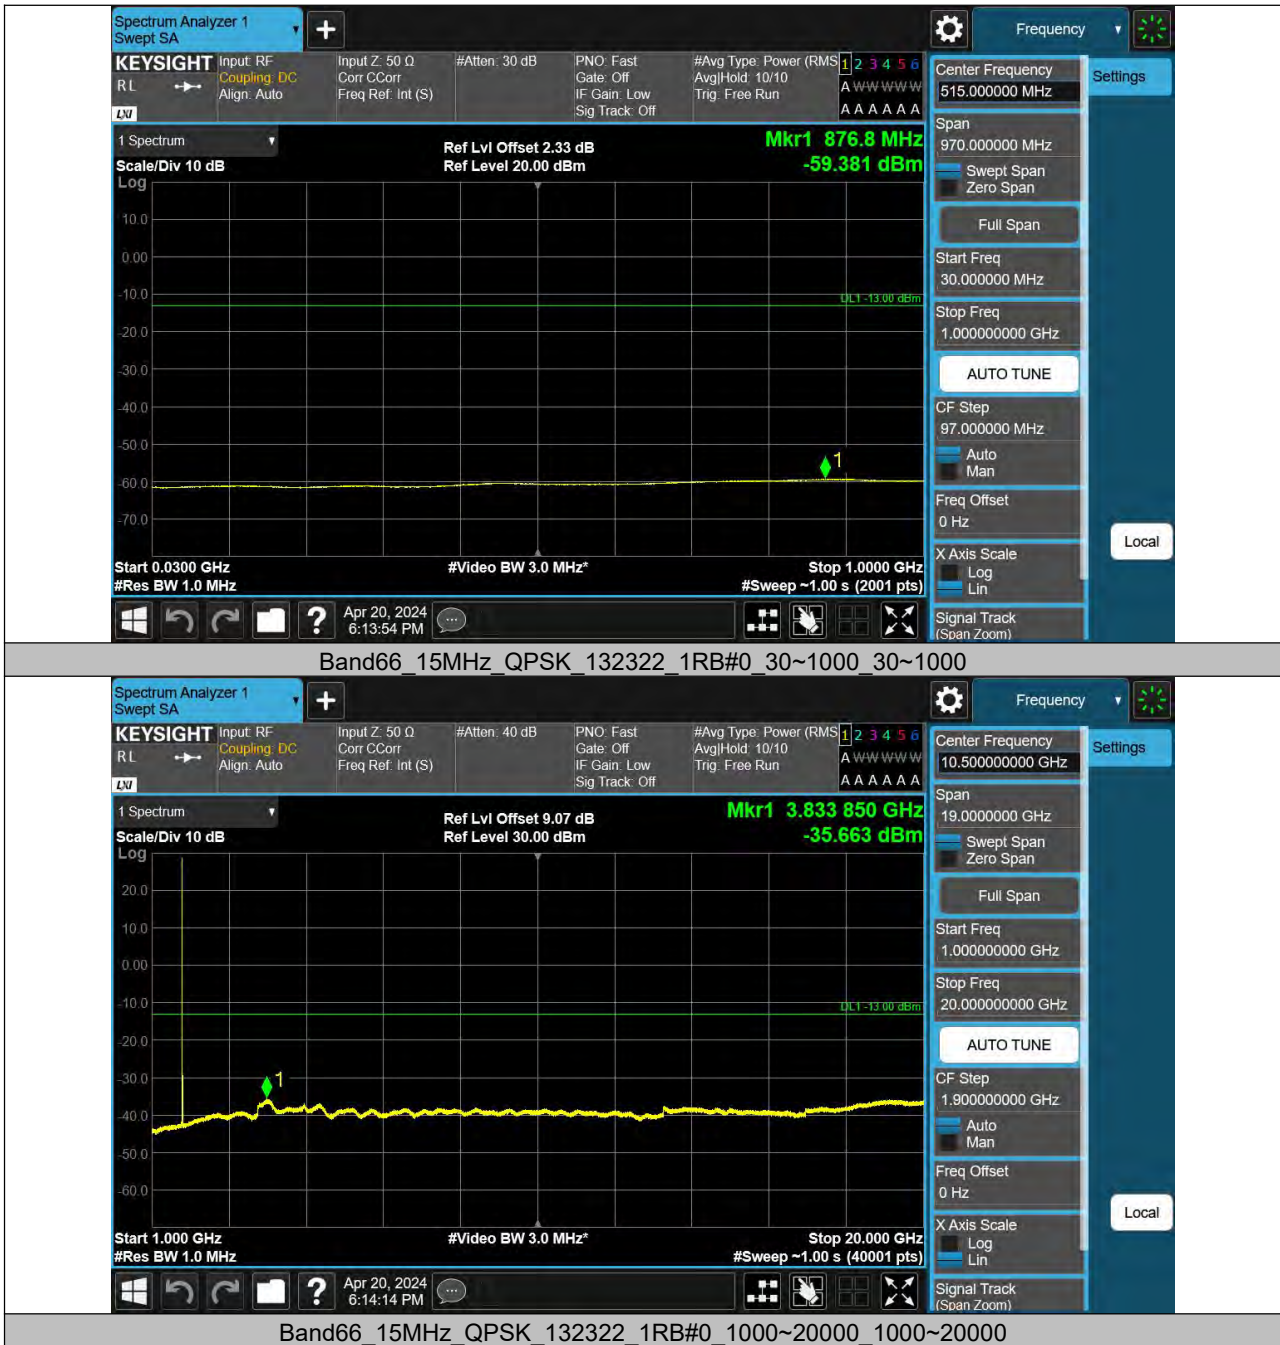 Spectrum Analyzer 1
Swept SA
Frequency
KEYSIGHT
RL
LXI
Input: RF
Coupling: DC
Align: Auto
Input Z: 50 Ω
Corr CCorr
Freq Ref: Int (S)
#Atten: 30 dB
PNO: Fast
Gate: Off
IF Gain: Low
Sig Track: Off
#Avg Type: Power (RMS
Avg|Hold: 10/10
Trig: Free Run
1 2 3 4 5 6
A W W W W W
A A A A A A
1 Spectrum
Scale/Div 10 dB
Ref Lvl Offset 2.33 dB
Ref Level 20.00 dBm
Mkr1 876.8 MHz
-59.381 dBm
Log
10.0
0.00
-10.0
-20.0
-30.0
-40.0
-50.0
-60.0
-70.0
DL1 -13.00 dBm
1
Start 0.0300 GHz
#Res BW 1.0 MHz
#Video BW 3.0 MHz*
Stop 1.0000 GHz
#Sweep ~1.00 s (2001 pts)
Apr 20, 2024
6:13:54 PM
Center Frequency
515.000000 MHz
Span
970.000000 MHz
Swept Span
Zero Span
Full Span
Start Freq
30.000000 MHz
Stop Freq
1.000000000 GHz
AUTO TUNE
CF Step
97.000000 MHz
Auto
Man
Freq Offset
0 Hz
X Axis Scale
Log
Lin
Signal Track
(Span Zoom)
Settings
Local
Band66_15MHz_QPSK_132322_1RB#0_30~1000_30~1000
Spectrum Analyzer 1
Swept SA
Frequency
KEYSIGHT
RL
LXI
Input: RF
Coupling: DC
Align: Auto
Input Z: 50 Ω
Corr CCorr
Freq Ref: Int (S)
#Atten: 40 dB
PNO: Fast
Gate: Off
IF Gain: Low
Sig Track: Off
#Avg Type: Power (RMS
Avg|Hold: 10/10
Trig: Free Run
1 2 3 4 5 6
A W W W W W
A A A A A A
1 Spectrum
Scale/Div 10 dB
Ref Lvl Offset 9.07 dB
Ref Level 30.00 dBm
Mkr1 3.833 850 GHz
-35.663 dBm
Log
20.0
10.0
0.00
-10.0
-20.0
-30.0
-40.0
-50.0
-60.0
DL1 -13.00 dBm
1
Start 1.000 GHz
#Res BW 1.0 MHz
#Video BW 3.0 MHz*
Stop 20.000 GHz
#Sweep ~1.00 s (40001 pts)
Apr 20, 2024
6:14:14 PM
Center Frequency
10.500000000 GHz
Span
19.0000000 GHz
Swept Span
Zero Span
Full Span
Start Freq
1.000000000 GHz
Stop Freq
20.000000000 GHz
AUTO TUNE
CF Step
1.900000000 GHz
Auto
Man
Freq Offset
0 Hz
X Axis Scale
Log
Lin
Signal Track
(Span Zoom)
Settings
Local
Band66_15MHz_QPSK_132322_1RB#0_1000~20000_1000~20000